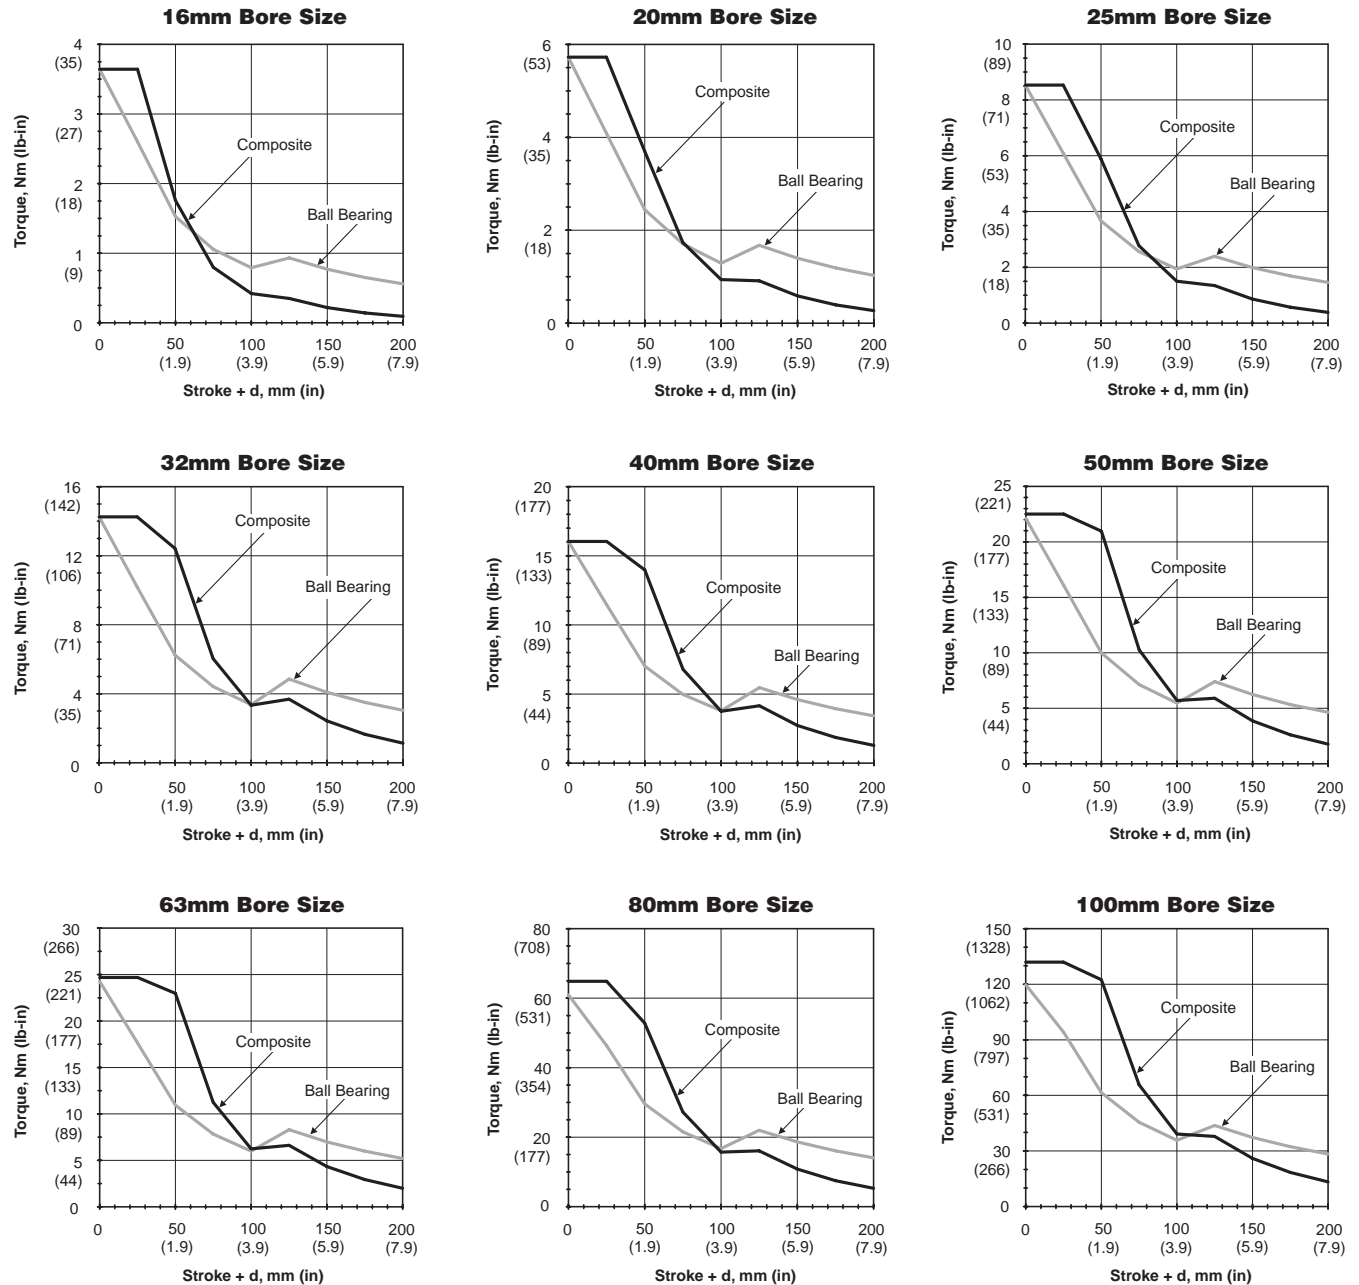 16mm Bore Size
4
(35)
3
(27)
2
(18)
1
(9)
0
Torque, Nm (lb-in)
Composite
Ball Bearing
0 50 100 150 200
(1.9) (3.9) (5.9) (7.9)
Stroke + d, mm (in)
20mm Bore Size
6
(53)
4
(35)
2
(18)
0
Torque, Nm (lb-in)
Composite
Ball Bearing
0 50 100 150 200
(1.9) (3.9) (5.9) (7.9)
Stroke + d, mm (in)
25mm Bore Size
10
(89)
8
(71)
6
(53)
4
(35)
2
(18)
0
Torque, Nm (lb-in)
Composite
Ball Bearing
0 50 100 150 200
(1.9) (3.9) (5.9) (7.9)
Stroke + d, mm (in)
32mm Bore Size
16
(142)
12
(106)
8
(71)
4
(35)
0
Torque, Nm (lb-in)
Composite
Ball Bearing
0 50 100 150 200
(1.9) (3.9) (5.9) (7.9)
Stroke + d, mm (in)
40mm Bore Size
20
(177)
15
(133)
10
(89)
5
(44)
0
Torque, Nm (lb-in)
Composite
Ball Bearing
0 50 100 150 200
(1.9) (3.9) (5.9) (7.9)
Stroke + d, mm (in)
50mm Bore Size
25
(221)
20
(177)
15
(133)
10
(89)
5
(44)
0
Torque, Nm (lb-in)
Composite
Ball Bearing
0 50 100 150 200
(1.9) (3.9) (5.9) (7.9)
Stroke + d, mm (in)
63mm Bore Size
30
(266)
25
(221)
20
(177)
15
(133)
10
(89)
5
(44)
0
Torque, Nm (lb-in)
Composite
Ball Bearing
0 50 100 150 200
(1.9) (3.9) (5.9) (7.9)
Stroke + d, mm (in)
80mm Bore Size
80
(708)
60
(531)
40
(354)
20
(177)
0
Torque, Nm (lb-in)
Composite
Ball Bearing
0 50 100 150 200
(1.9) (3.9) (5.9) (7.9)
Stroke + d, mm (in)
100mm Bore Size
150
(1328)
120
(1062)
90
(797)
60
(531)
30
(266)
0
Torque, Nm (lb-in)
Composite
Ball Bearing
0 50 100 150 200
(1.9) (3.9) (5.9) (7.9)
Stroke + d, mm (in)